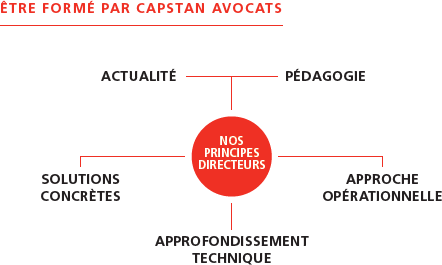 ÊTRE FORMÉ PAR CAPSTAN AVOCATS
ACTUALITÉ
PÉDAGOGIE
NOS
PRINCIPES
DIRECTEURS
SOLUTIONS
CONCRÈTES
APPROCHE
OPÉRATIONNELLE
APPROFONDISSEMENT
TECHNIQUE